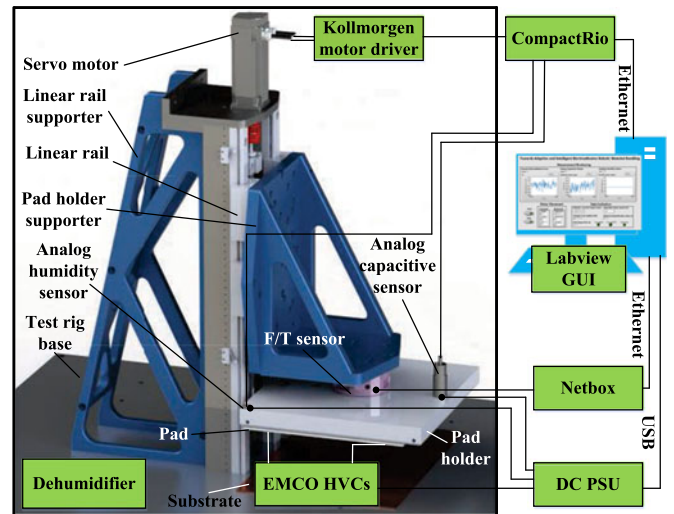 Kollmorgen
motor driver
CompactRio
Servo motor
Ethernet
Linear rail
supporter
Linear rail
Pad holder
supporter
Analog
humidity
sensor
Analog
capacitive
sensor
Labview
GUI
Test rig
base
F/T sensor
Ethernet
Netbox
USB
Pad
Pad
holder
Dehumidifier
EMCO HVCs
DC PSU
Substrate